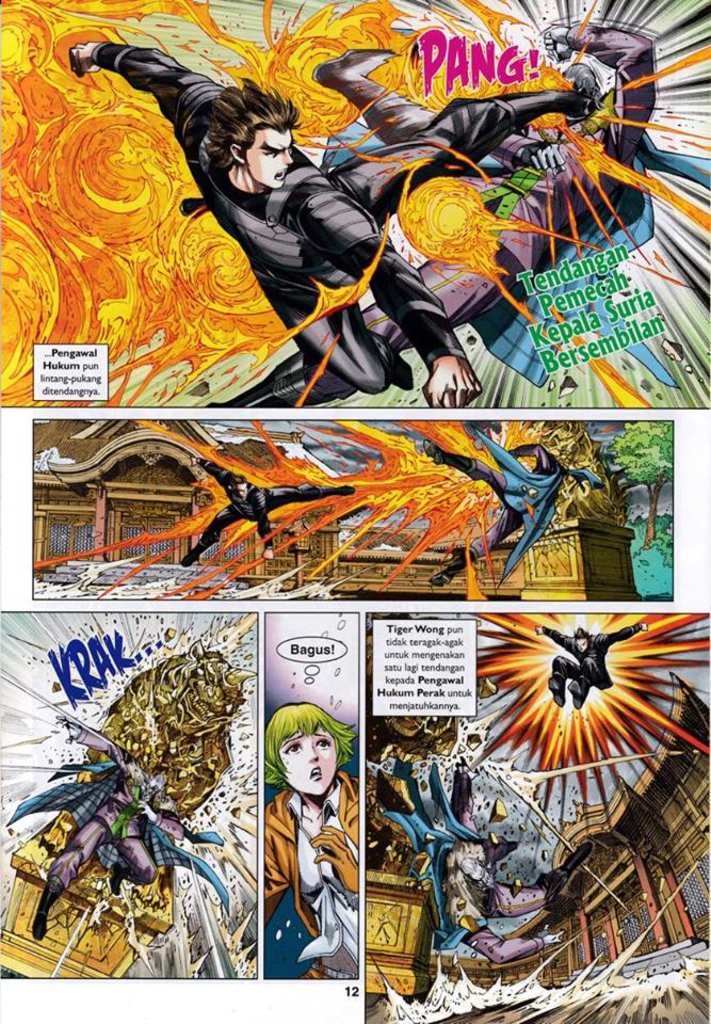 PANG!
Tendangan
Pemecah
Kepala Suria
Bersembilan
...Pengawal
Hukum pun
lintang-pukang
ditendangnya.
KRAK...
Bagus!
Tiger Wong pun
tidak teragak-agak
untuk mengenakan
satu lagi tendangan
kepada Pengawal
Hukum Perak untuk
menjatuhkannya.
12